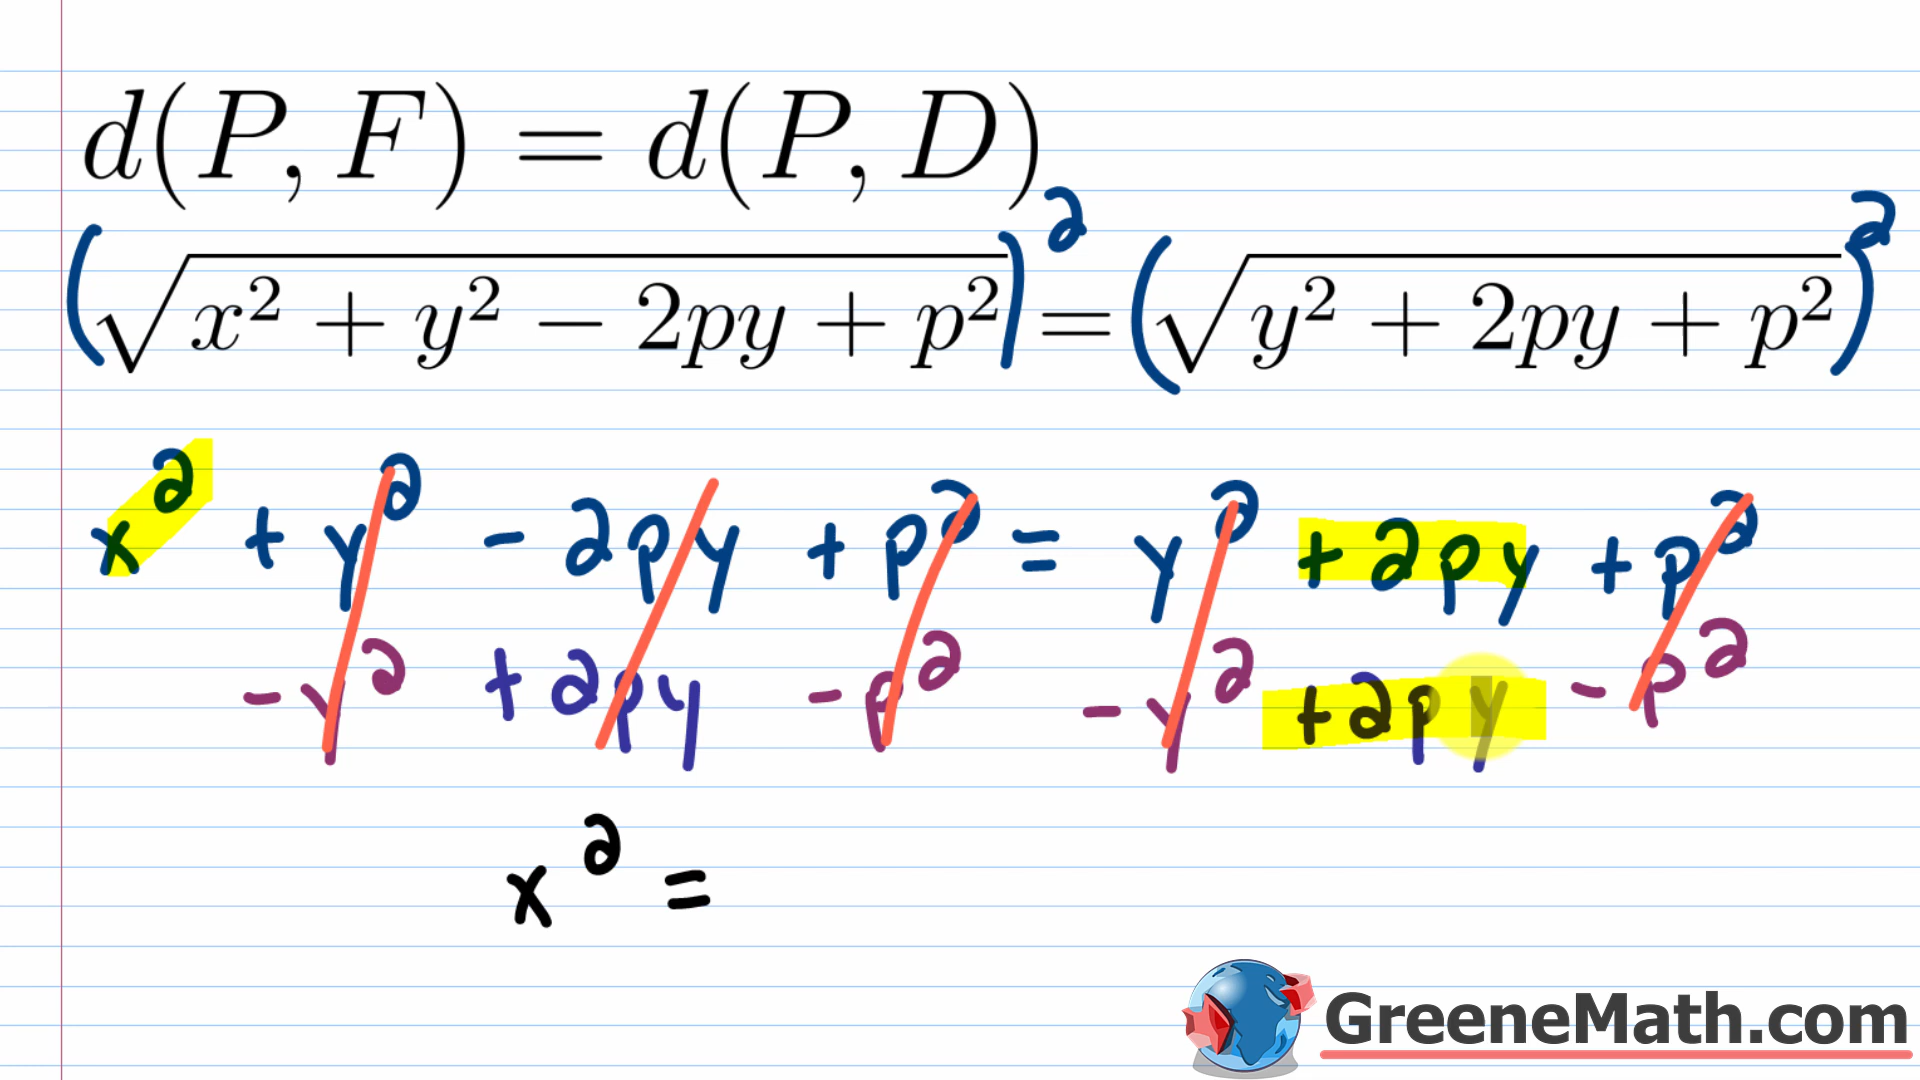 d(P, F) = d(P, D)
(√(x² + y² − 2py + p²))² = (√(y² + 2py + p²))²
x² + y² − 2py + p² = y² + 2py + p²
− y² + 2py − p² − y² + 2py − p²
x² =
GreeneMath.com